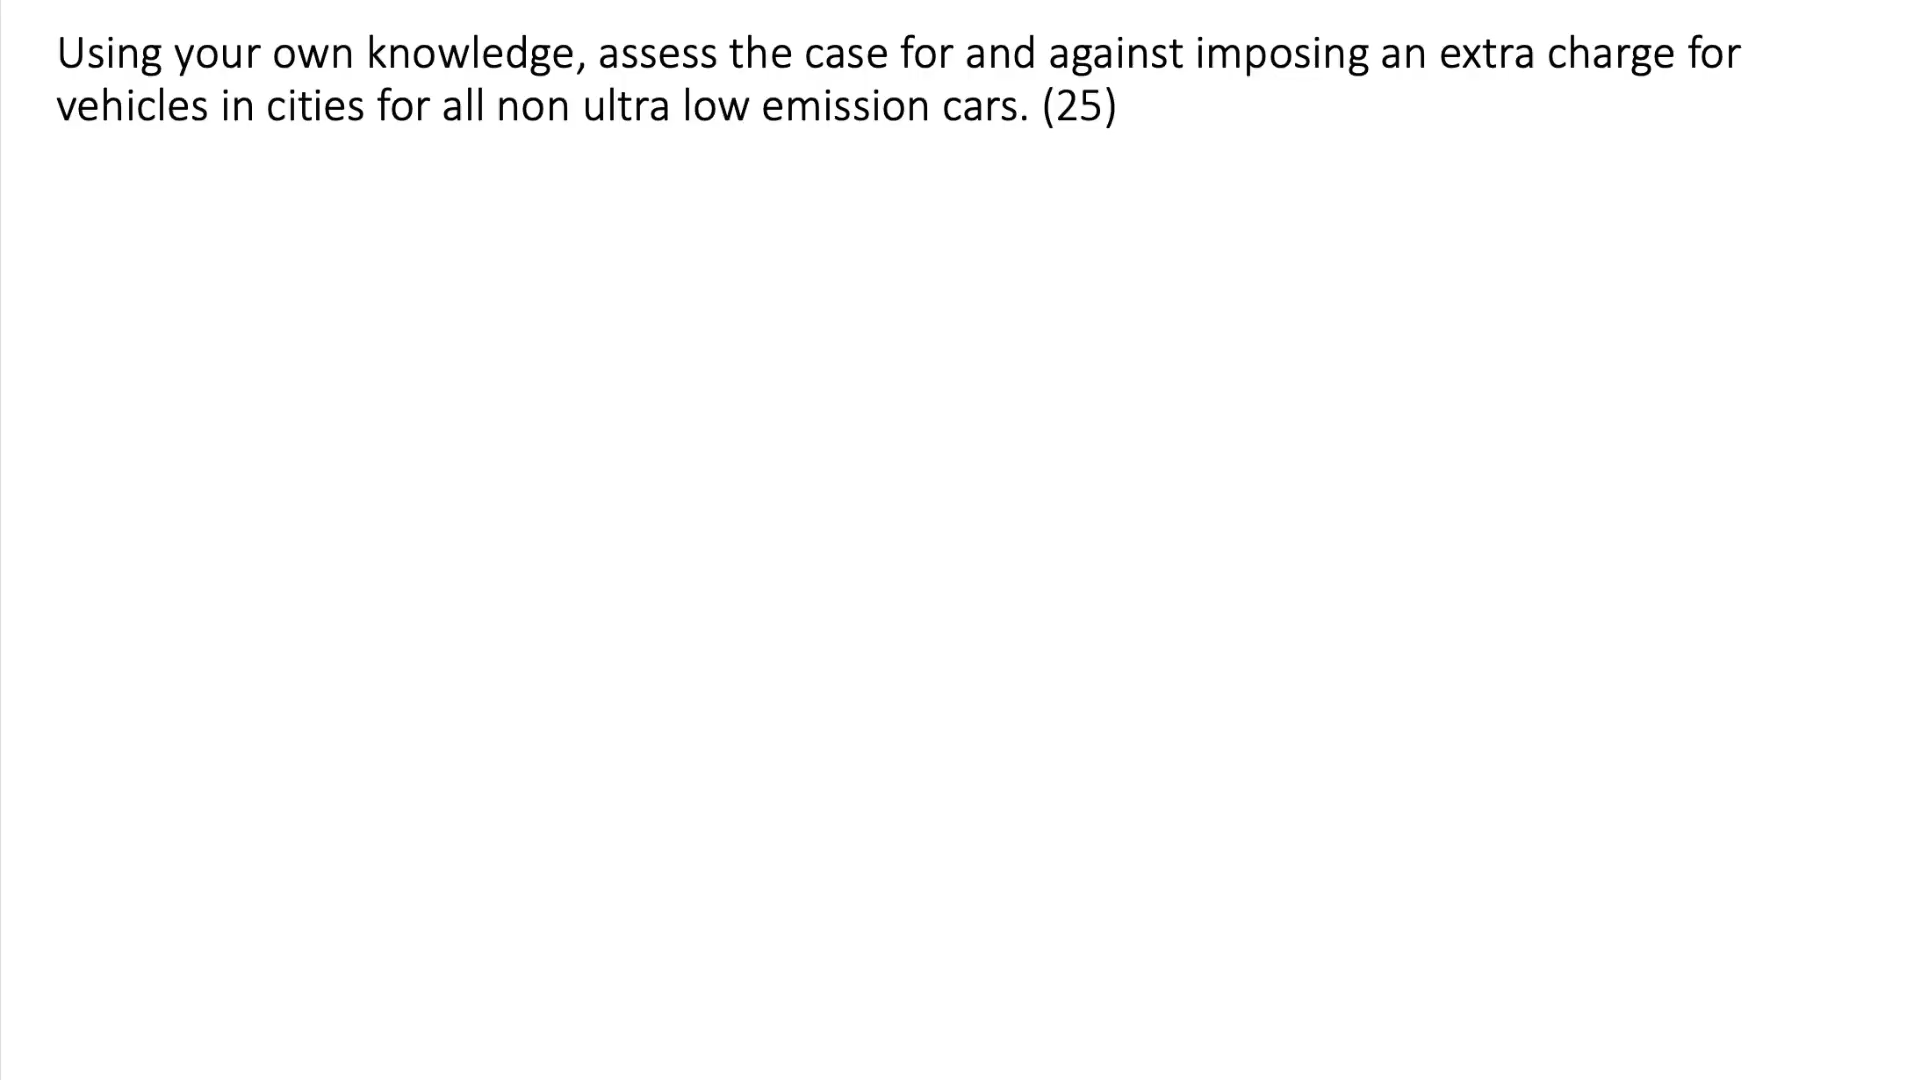 Using your own knowledge, assess the case for and against imposing an extra charge for
vehicles in cities for all non ultra low emission cars. (25)